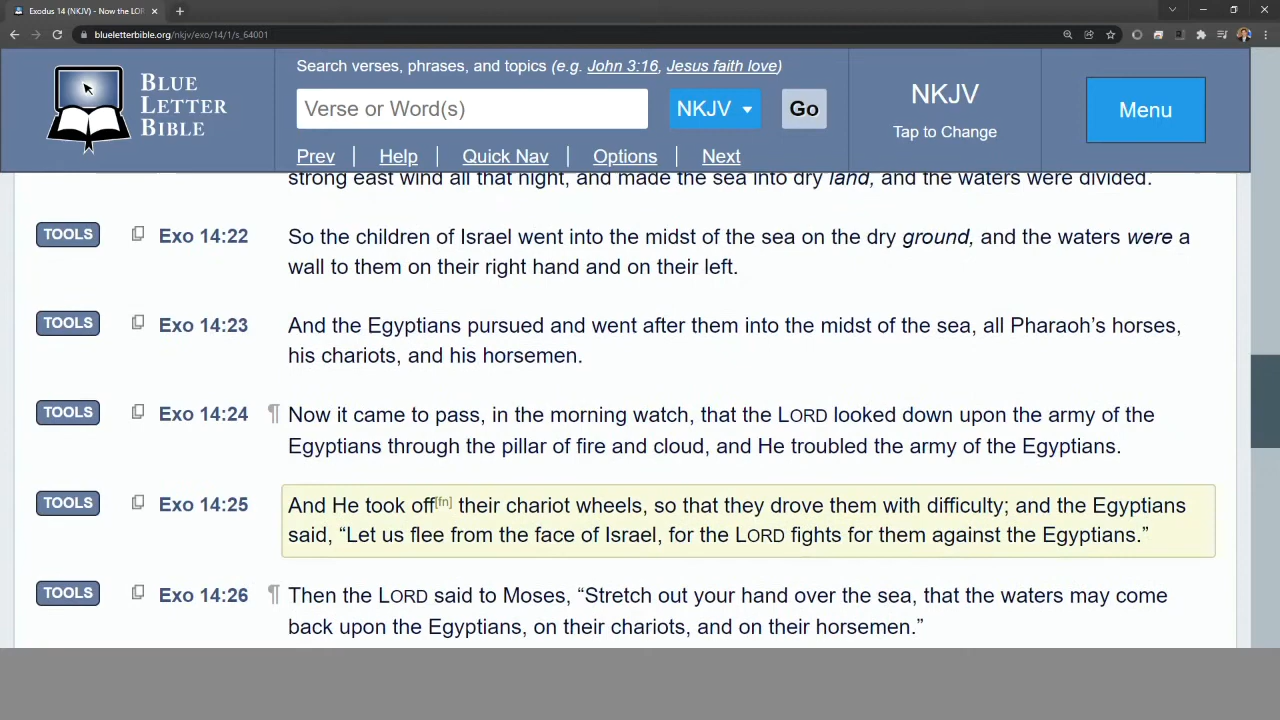 Exodus 14 (NKJV) - Now the LOR
blueletterbible.org/nkjv/exo/14/1/s_64001
BLUE
LETTER
BIBLE
Search verses, phrases, and topics (e.g. John 3:16, Jesus faith love)
Verse or Word(s)
NKJV
Go
Prev | Help | Quick Nav | Options | Next
NKJV
Tap to Change
Menu
strong east wind all that night, and made the sea into dry land, and the waters were divided.
TOOLS Exo 14:22 So the children of Israel went into the midst of the sea on the dry ground, and the waters were a
wall to them on their right hand and on their left.
TOOLS Exo 14:23 And the Egyptians pursued and went after them into the midst of the sea, all Pharaoh’s horses,
his chariots, and his horsemen.
TOOLS Exo 14:24 ¶ Now it came to pass, in the morning watch, that the LORD looked down upon the army of the
Egyptians through the pillar of fire and cloud, and He troubled the army of the Egyptians.
TOOLS Exo 14:25 And He took off[fn] their chariot wheels, so that they drove them with difficulty; and the Egyptians
said, “Let us flee from the face of Israel, for the LORD fights for them against the Egyptians.”
TOOLS Exo 14:26 ¶ Then the LORD said to Moses, “Stretch out your hand over the sea, that the waters may come
back upon the Egyptians, on their chariots, and on their horsemen.”